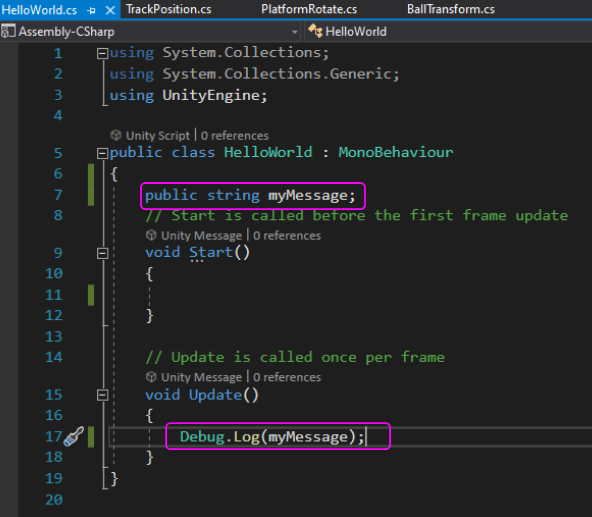 HelloWorld.cs TrackPosition.cs PlatformRotate.cs BallTransform.cs
Assembly-CSharp HelloWorld
1 using System.Collections;
2 using System.Collections.Generic;
3 using UnityEngine;
4
Unity Script | 0 references
5 public class HelloWorld : MonoBehaviour
6 {
7 public string myMessage;
8 // Start is called before the first frame update
Unity Message | 0 references
9 void Start()
10 {
11
12 }
13
14 // Update is called once per frame
Unity Message | 0 references
15 void Update()
16 {
17 Debug.Log(myMessage);
18 }
19 }
20